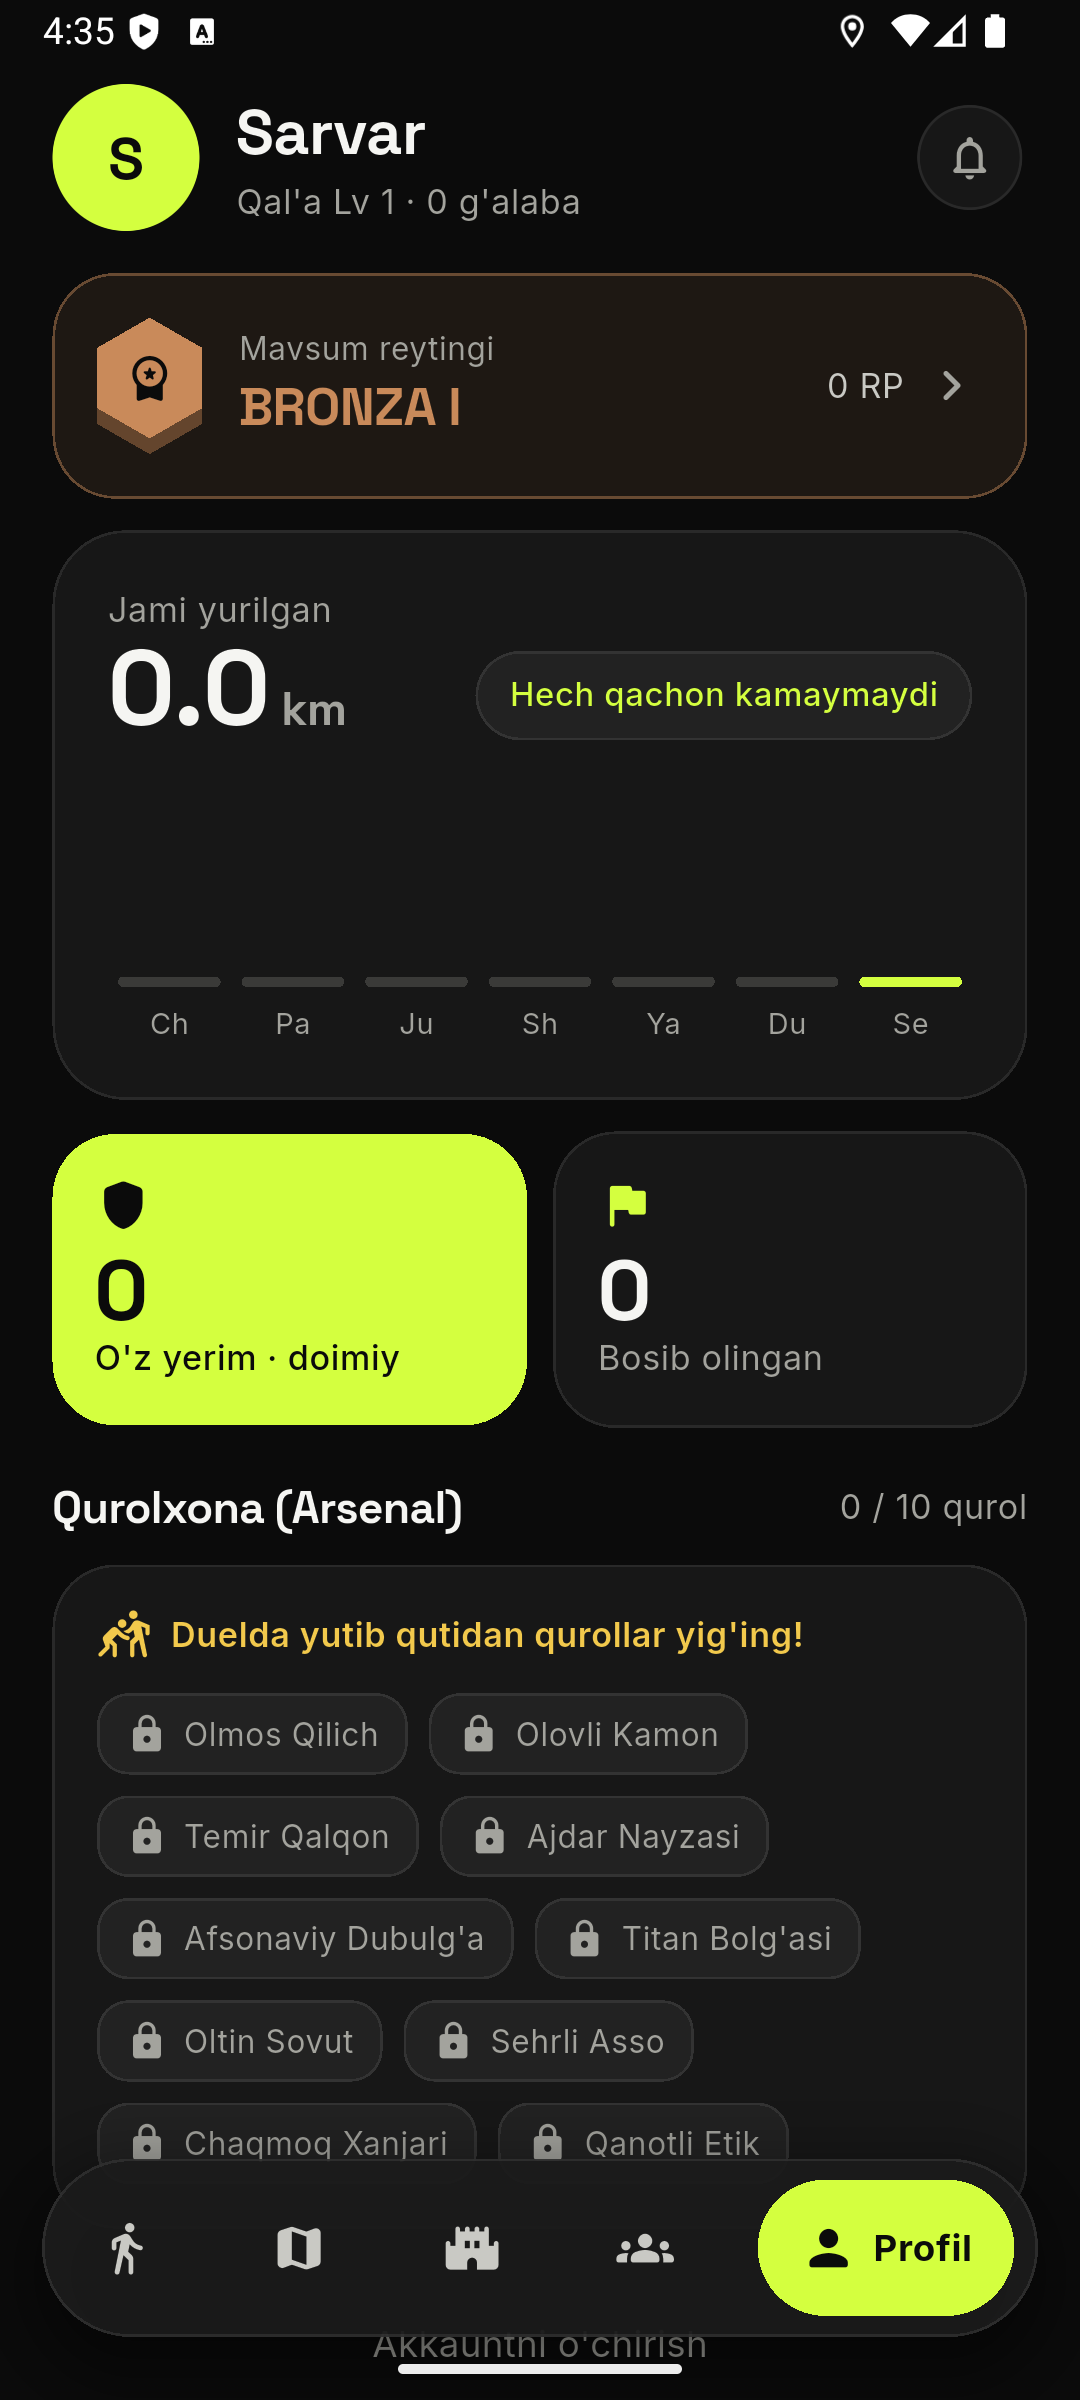 4:35
S
Sarvar
Qal'a Lv 1 · 0 g'alaba
Mavsum reytingi
BRONZA I
0 RP
Jami yurilgan
0.0 km
Hech qachon kamaymaydi
Ch Pa Ju Sh Ya Du Se
0
O'z yerim · doimiy
0
Bosib olingan
Qurolxona (Arsenal)
0 / 10 qurol
Duelda yutib qutidan qurollar yig'ing!
Olmos Qilich
Olovli Kamon
Temir Qalqon
Ajdar Nayzasi
Afsonaviy Dubulg'a
Titan Bolg'asi
Oltin Sovut
Sehrli Asso
Chaqmoq Xanjari
Qanotli Etik
Profil
Akkauntni o'chirish